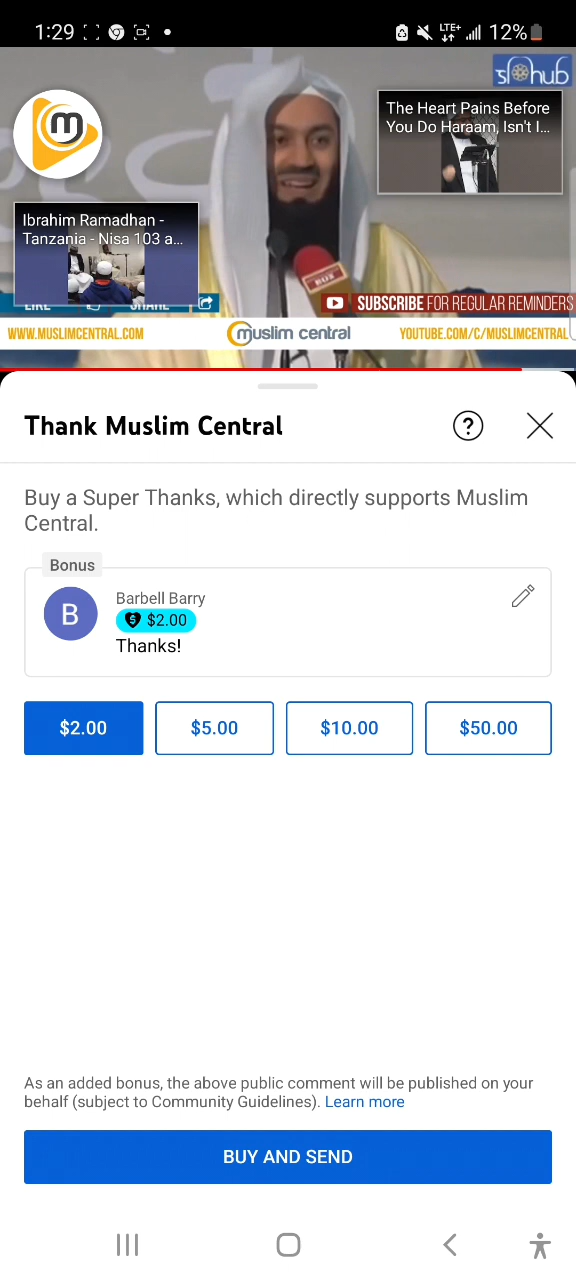 1:29
LTE+
12%
slohub
m
The Heart Pains Before
You Do Haraam, Isn't I...
Ibrahim Ramadhan -
Tanzania - Nisa 103 a...
LIKE
SHARE
SUBSCRIBE FOR REGULAR REMINDERS
WWW.MUSLIMCENTRAL.COM
muslim central
YOUTUBE.COM/C/MUSLIMCENTRAL
Thank Muslim Central
?
Buy a Super Thanks, which directly supports Muslim
Central.
Bonus
B
Barbell Barry
$2.00
Thanks!
$2.00
$5.00
$10.00
$50.00
As an added bonus, the above public comment will be published on your
behalf (subject to Community Guidelines). Learn more
BUY AND SEND